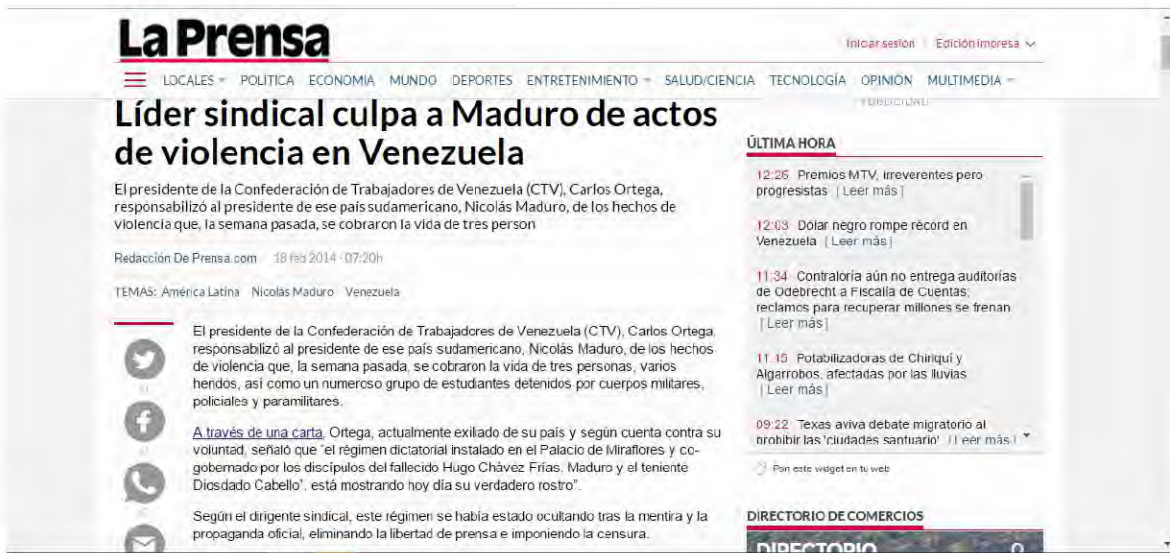 La Prensa
Iniciar sesión
Edición impresa
LOCALES POLÍTICA ECONOMÍA MUNDO DEPORTES ENTRETENIMIENTO SALUD/CIENCIA TECNOLOGÍA OPINIÓN MULTIMEDIA
Líder sindical culpa a Maduro de actos
de violencia en Venezuela
El presidente de la Confederación de Trabajadores de Venezuela (CTV), Carlos Ortega,
responsabilizó al presidente de ese país sudamericano, Nicolás Maduro, de los hechos de
violencia que, la semana pasada, se cobraron la vida de tres person
Redacción De Prensa.com 18 feb 2014 - 07:20h
TEMAS: América Latina Nicolás Maduro Venezuela
El presidente de la Confederación de Trabajadores de Venezuela (CTV), Carlos Ortega,
responsabilizó al presidente de ese país sudamericano, Nicolás Maduro, de los hechos
de violencia que, la semana pasada, se cobraron la vida de tres personas, varios
heridos, así como un numeroso grupo de estudiantes detenidos por cuerpos militares,
policiales y paramilitares.
A través de una carta, Ortega, actualmente exiliado de su país y según cuenta contra su
voluntad, señaló que "el régimen dictatorial instalado en el Palacio de Miraflores y co-
gobernado por los discípulos del fallecido Hugo Chávez Frías, Maduro y el teniente
Diosdado Cabello", está mostrando hoy día su verdadero rostro".
Según el dirigente sindical, este régimen se había estado ocultando tras la mentira y la
propaganda oficial, eliminando la libertad de prensa e imponiendo la censura.
PUBLICIDAD
ÚLTIMA HORA
12:26 Premios MTV, irreverentes pero
progresistas [Leer más]
12:03 Dólar negro rompe récord en
Venezuela [Leer más]
11:34 Contraloría aún no entrega auditorías
de Odebrecht a Fiscalía de Cuentas;
reclamos para recuperar millones se frenan
[Leer más]
11:15 Potabilizadoras de Chiriquí y
Algarrobos, afectadas por las lluvias
[Leer más]
09:22 Texas aviva debate migratorio al
prohibir las 'ciudades santuario' [Leer más]
Pon este widget en tu web
DIRECTORIO DE COMERCIOS
DIRECTORIO